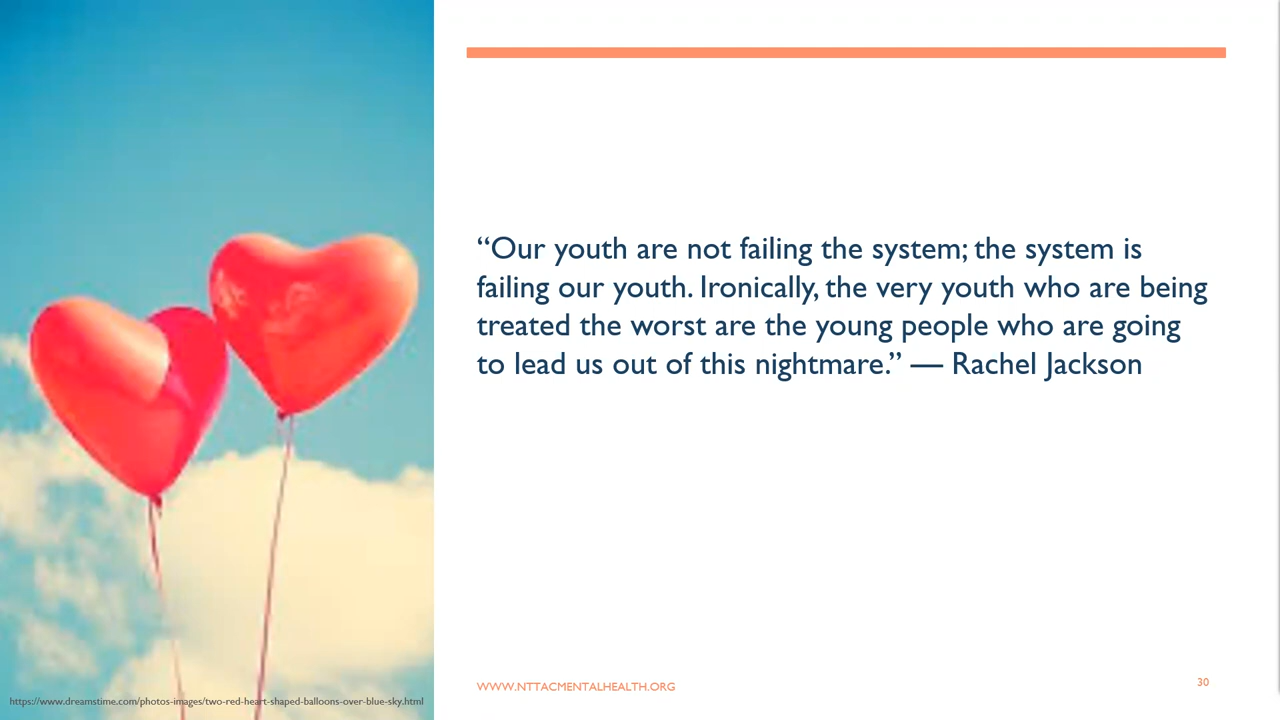 “Our youth are not failing the system; the system is
failing our youth. Ironically, the very youth who are being
treated the worst are the young people who are going
to lead us out of this nightmare.” — Rachel Jackson
WWW.NTTACMENTALHEALTH.ORG
30
https://www.dreamstime.com/photos-images/two-red-heart-shaped-balloons-over-blue-sky.html